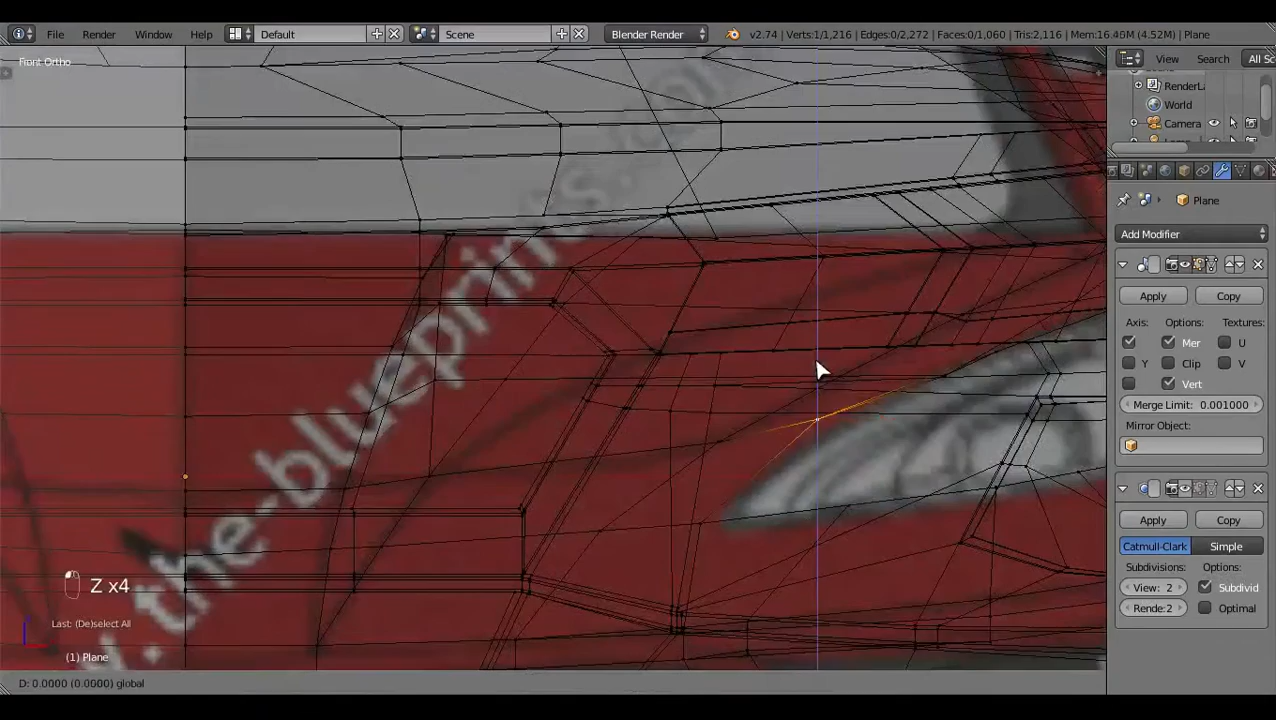 File Render Window Help Default Scene Blender Render v2.74 | Verts:1/1,216 | Edges:0/2,272 | Faces:0/1,060 | Tris:2,116 | Mem:16.46M (4.52M) | Plane
Front Ortho
View Search All Sc
RenderLa
World
Camera
Plane
Add Modifier
Apply Copy
Axis: Options: Textures:
Mer U
Y Clip V
Vert
Merge Limit: 0.001000
Mirror Object:
Apply Copy
Catmull-Clark Simple
Subdivisions: Options:
View: 2 Subdivid
Rende:2 Optimal
the-blueprints.com
Z x4
Last: (De)select All
(1) Plane
D: 0.0000 (0.0000) global